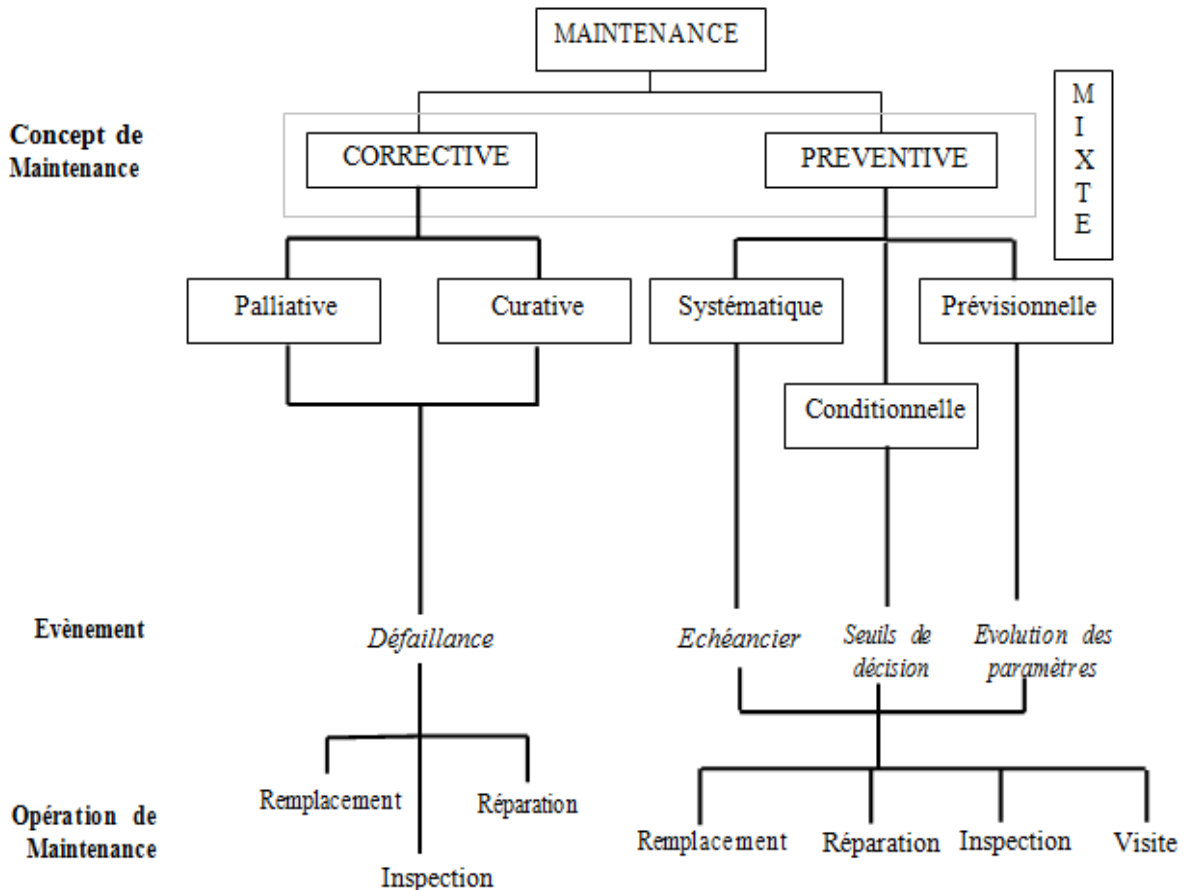 MAINTENANCE
M
I
X
T
E
Concept de
Maintenance
CORRECTIVE
PREVENTIVE
Palliative
Curative
Systématique
Prévisionnelle
Conditionnelle
Evènement
Défaillance
Echéancier
Seuils de
décision
Evolution des
paramètres
Opération de
Maintenance
Remplacement
Réparation
Inspection
Remplacement
Réparation
Inspection
Visite